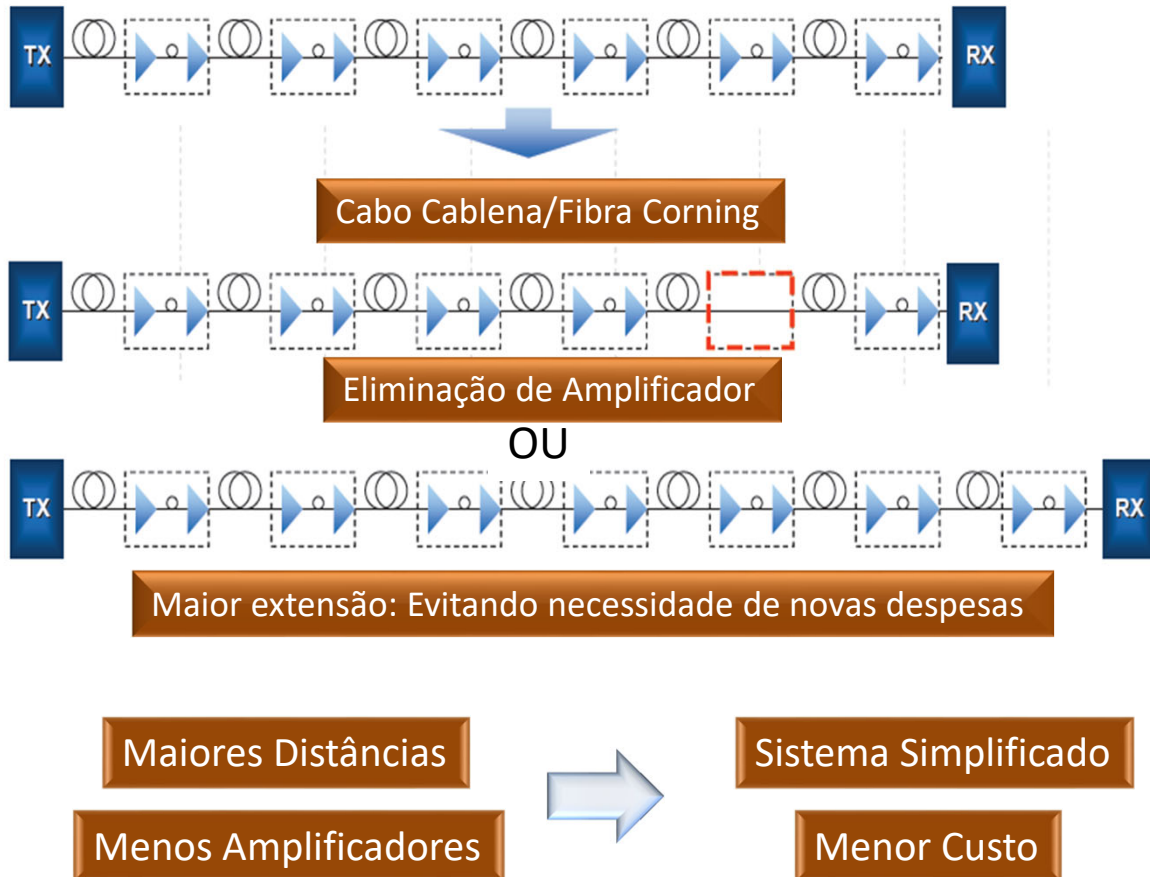 TX
RX
Cabo Cablena/Fibra Corning
TX
RX
Eliminação de Amplificador
OU
TX
RX
Maior extensão: Evitando necessidade de novas despesas
Maiores Distâncias
Sistema Simplificado
Menos Amplificadores
Menor Custo